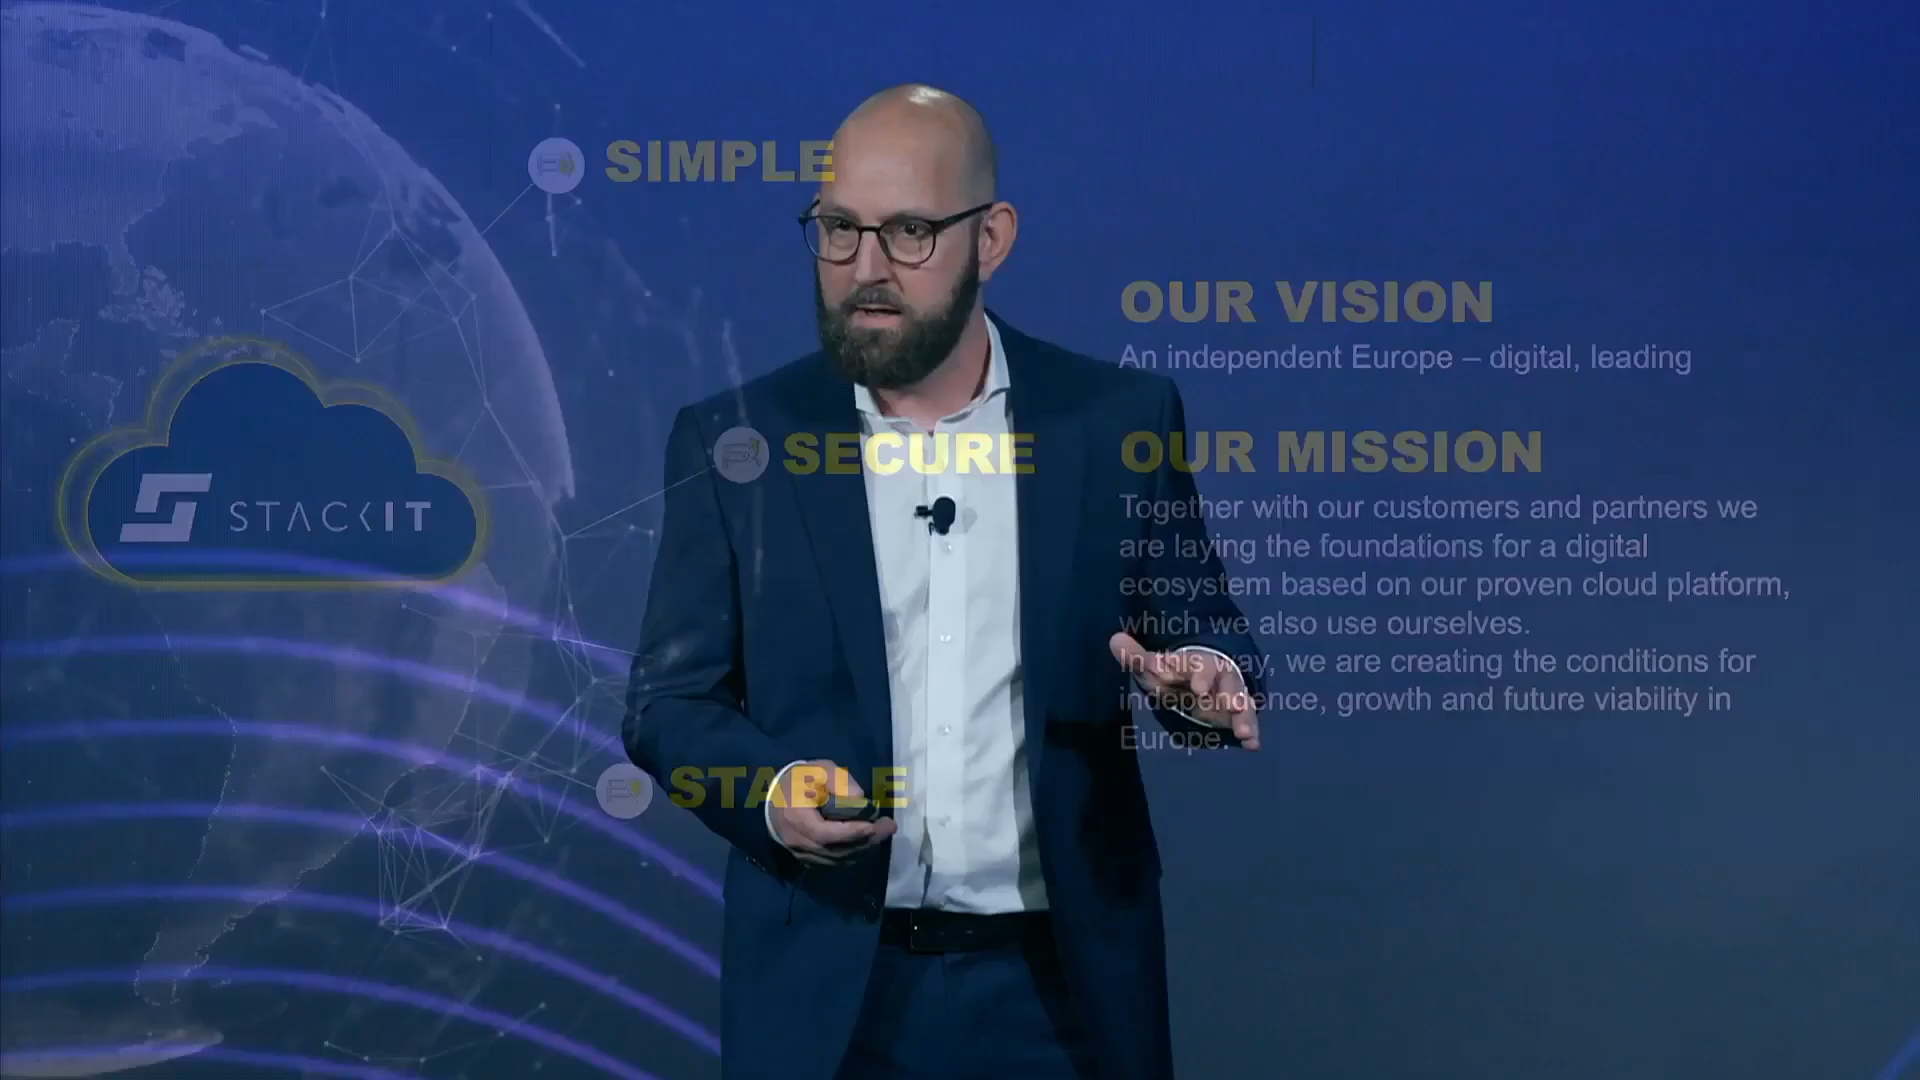 SIMPLE
OUR VISION
An independent Europe – digital, leading
SECURE
OUR MISSION
Together with our customers and partners we
are laying the foundations for a digital
ecosystem based on our proven cloud platform,
which we also use ourselves.
In this way, we are creating the conditions for
independence, growth and future viability in
Europe.
STACKIT
STABLE